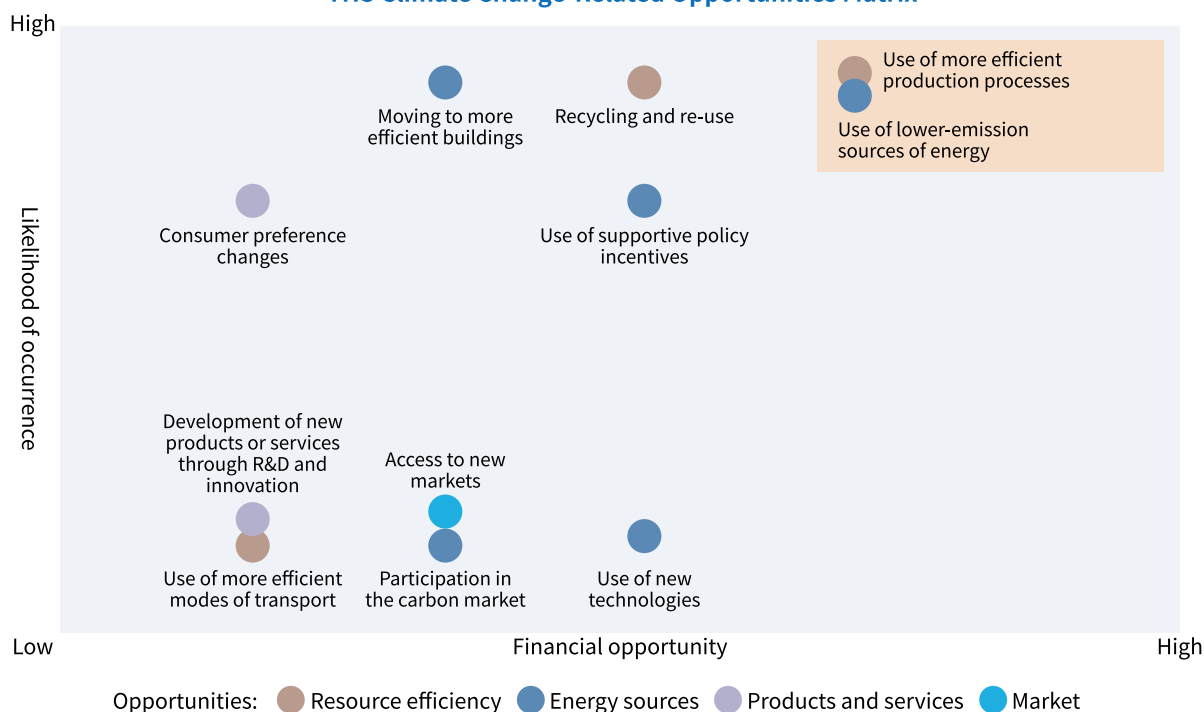 High
Moving to more
efficient buildings
Recycling and re-use
Use of more efficient
production processes
Use of lower-emission
sources of energy
Consumer preference
changes
Use of supportive policy
incentives
Likelihood of occurrence
Development of new
products or services
through R&D and
innovation
Access to new
markets
Use of more efficient
modes of transport
Participation in
the carbon market
Use of new
technologies
Low
Financial opportunity
High
Opportunities:
Resource efficiency
Energy sources
Products and services
Market